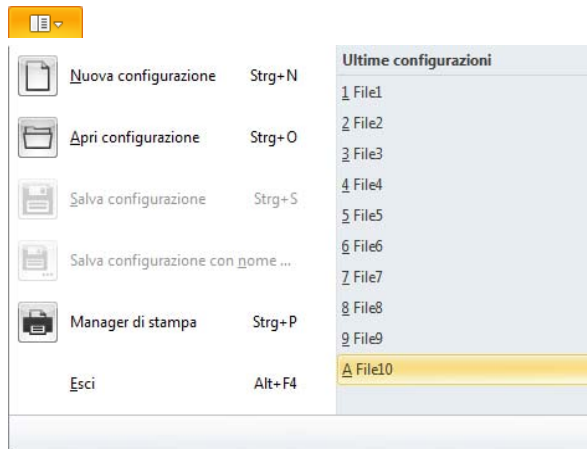 Nuova configurazione Strg+N
Apri configurazione Strg+O
Salva configurazione Strg+S
Salva configurazione con nome ...
Manager di stampa Strg+P
Esci Alt+F4
Ultime configurazioni
1 File1
2 File2
3 File3
4 File4
5 File5
6 File6
7 File7
8 File8
9 File9
A File10